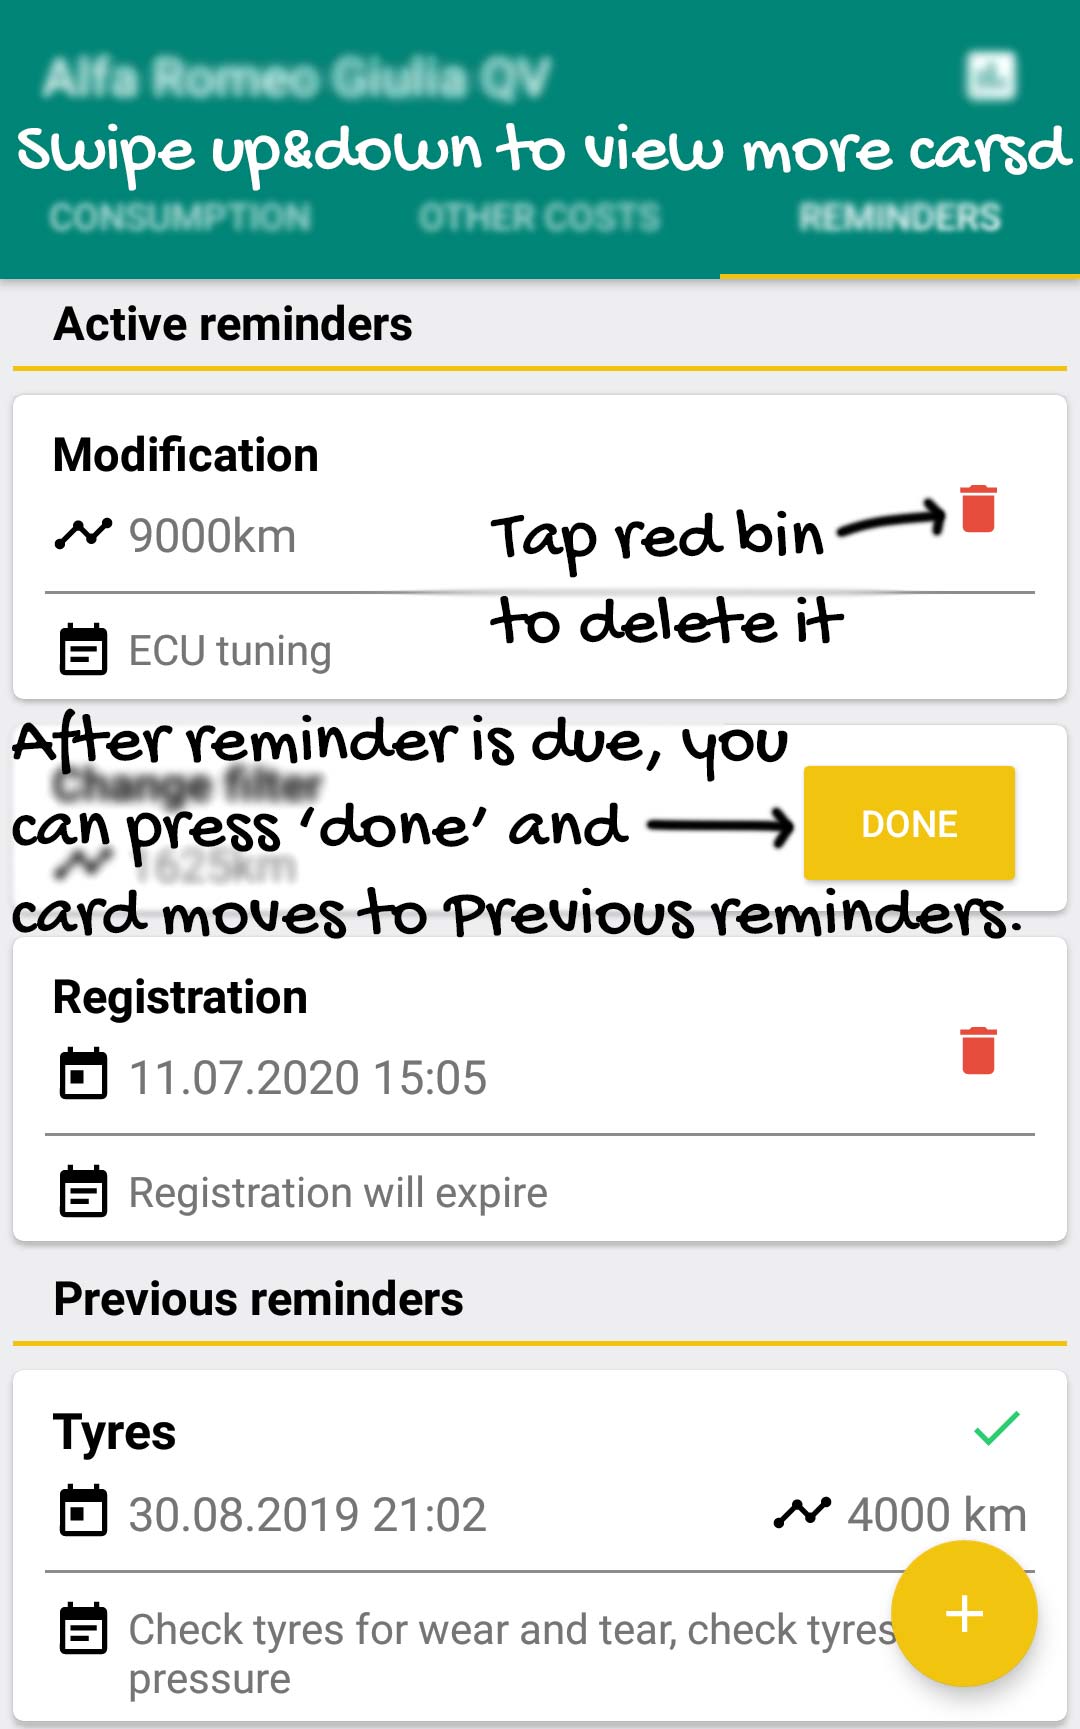 Alfa Romeo Giulia QV
Swipe up&down to view more carsd
CONSUMPTION
OTHER COSTS
REMINDERS
Active reminders
Modification
9000km
Tap red bin
to delete it
ECU tuning
After reminder is due, you
Change filter
can press 'done' and
DONE
1625km
card moves to Previous reminders.
Registration
11.07.2020 15:05
Registration will expire
Previous reminders
Tyres
30.08.2019 21:02
4000 km
Check tyres for wear and tear, check tyres
pressure